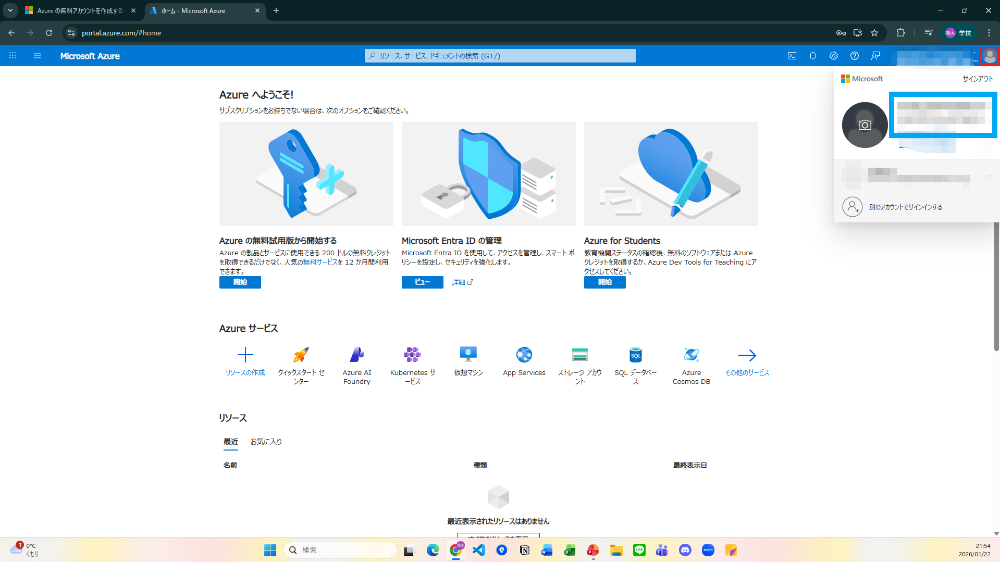 Azure の無料アカウントを作成する
ホーム - Microsoft Azure
portal.azure.com/#home
翔太
学校
Microsoft Azure
リソース、サービス、ドキュメントの検索 (G+/)
...
Microsoft
サインアウト
別のアカウントでサインインする
Azure へようこそ!
サブスクリプションをお持ちでない場合は、次のオプションをご確認ください。
Azure の無料試用版から開始する
Azure の製品とサービスに使用できる 200 ドルの無料クレジット
を取得できるだけでなく、人気の無料サービスを 12 か月間利用
できます。
開始
Microsoft Entra ID の管理
Microsoft Entra ID を使用して、アクセスを管理し、スマート ポ
リシーを設定し、セキュリティを強化します。
ビュー
詳細
Azure for Students
教育機関ステータスの確認後、無料のソフトウェアまたは Azure
クレジットを取得するか、Azure Dev Tools for Teaching にア
クセスしてください。
開始
Azure サービス
リソースの作成
クイックスタート セ
ンター
Azure AI
Foundry
Kubernetes サ
ービス
仮想マシン
App Services
ストレージ アカウ
ント
SQL
SQL データベー
ス
Azure
Cosmos DB
その他のサービス
リソース
最近
お気に入り
名前
種類
最終表示日
最近表示されたリソースはありません
1
0°C
くもり
検索
翔太
zoom
21:54
2026/01/22